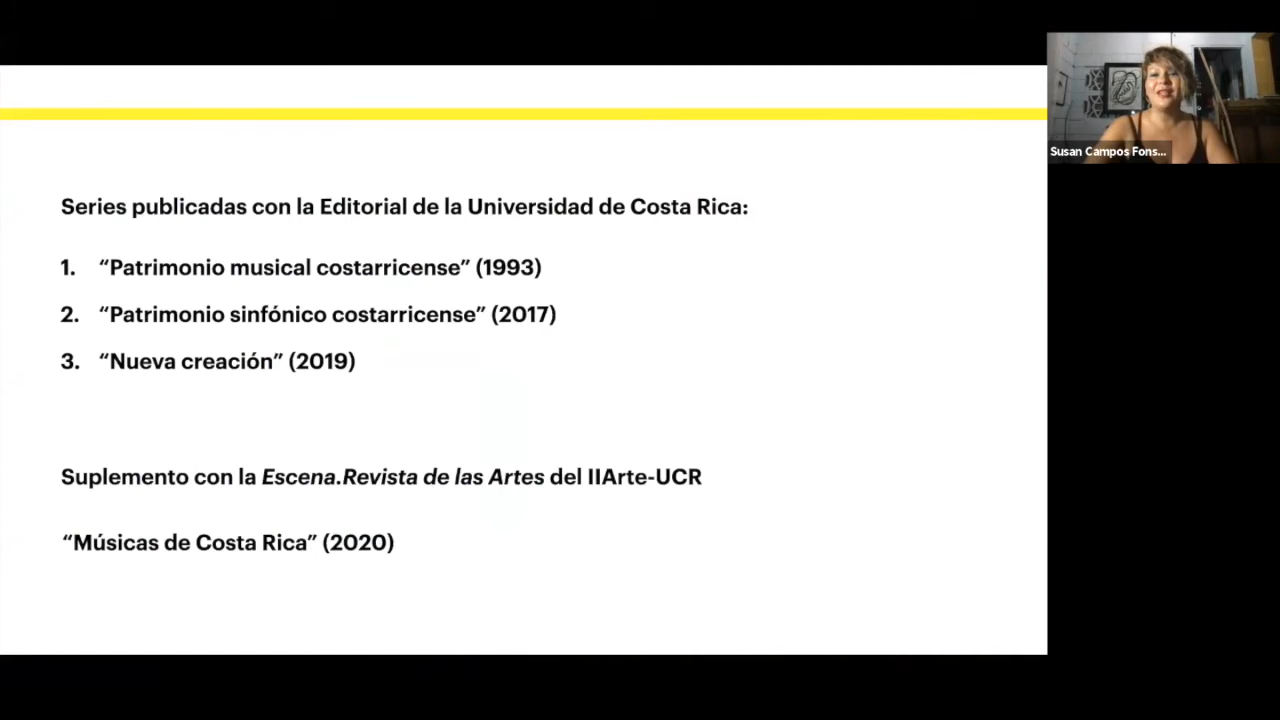 Series publicadas con la Editorial de la Universidad de Costa Rica:
1. “Patrimonio musical costarricense” (1993)
2. “Patrimonio sinfónico costarricense” (2017)
3. “Nueva creación” (2019)
Suplemento con la Escena.Revista de las Artes del IIArte-UCR
“Músicas de Costa Rica” (2020)
Susan Campos Fons...